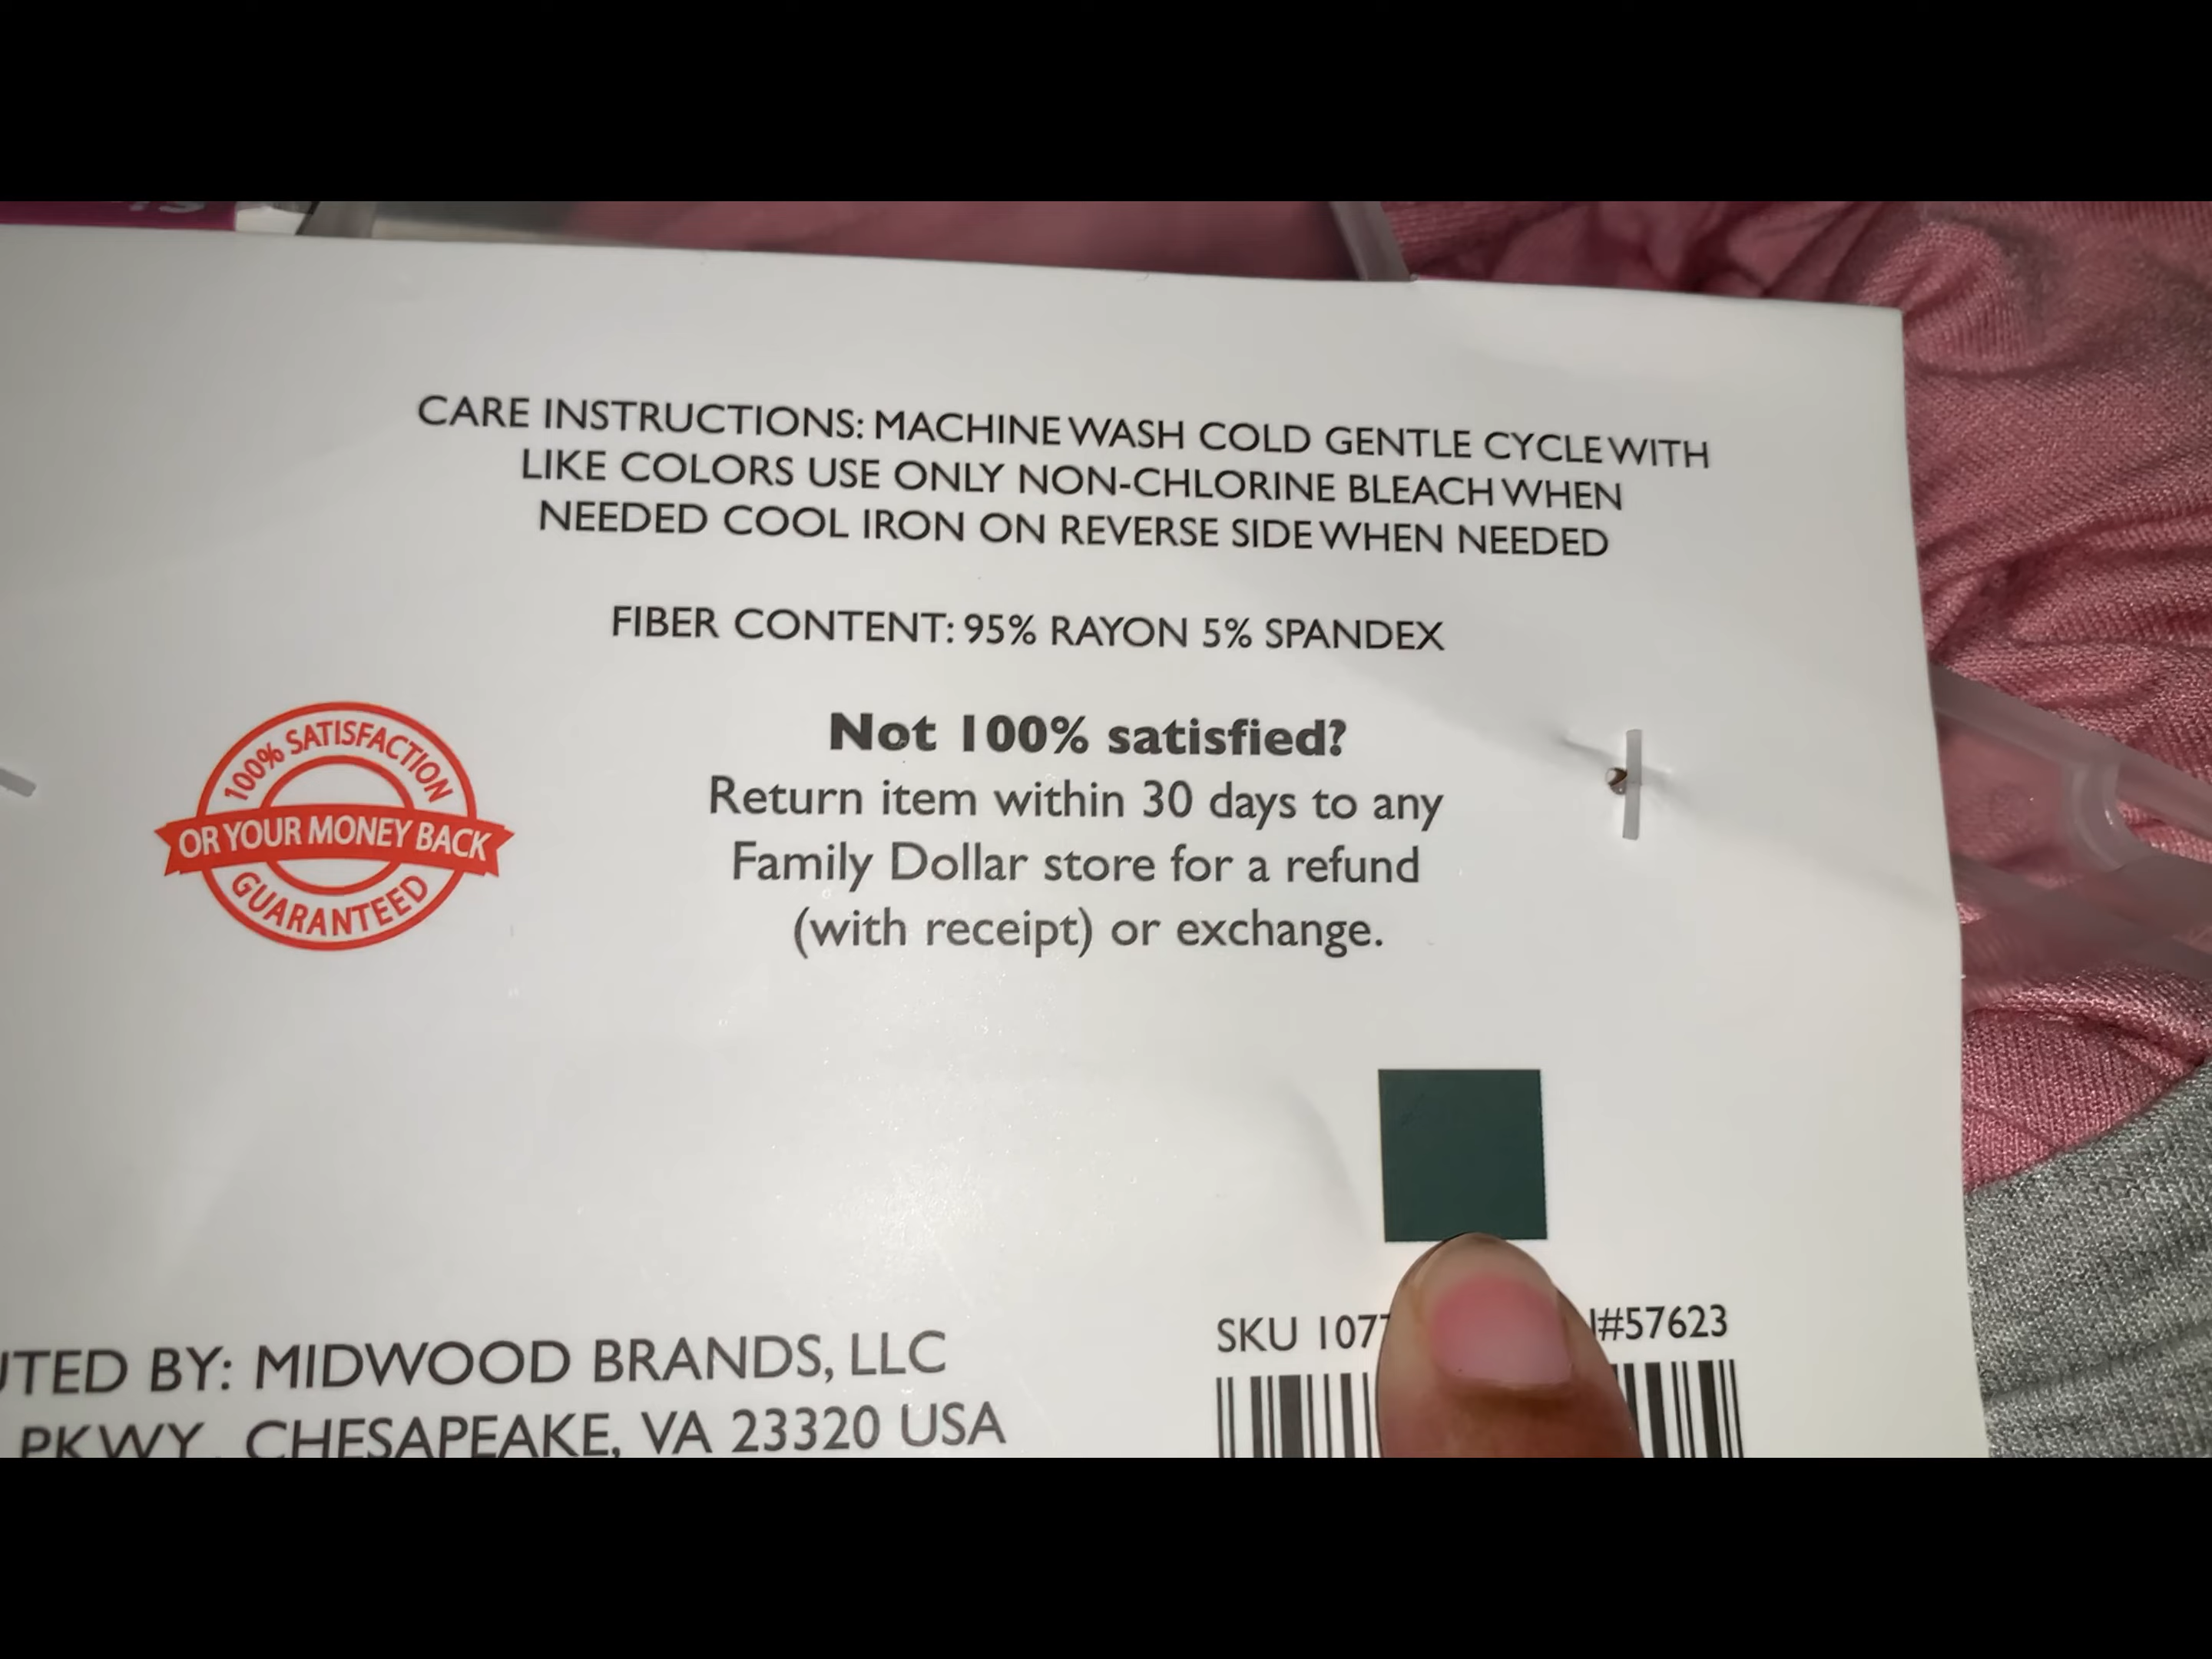 CARE INSTRUCTIONS: MACHINE WASH COLD GENTLE CYCLE WITH
LIKE COLORS USE ONLY NON-CHLORINE BLEACH WHEN
NEEDED COOL IRON ON REVERSE SIDE WHEN NEEDED
FIBER CONTENT: 95% RAYON 5% SPANDEX
100% SATISFACTION
OR YOUR MONEY BACK
GUARANTEED
Not 100% satisfied?
Return item within 30 days to any
Family Dollar store for a refund
(with receipt) or exchange.
SKU 107 #57623
BY: MIDWOOD BRANDS, LLC
PKWY, CHESAPEAKE, VA 23320 USA